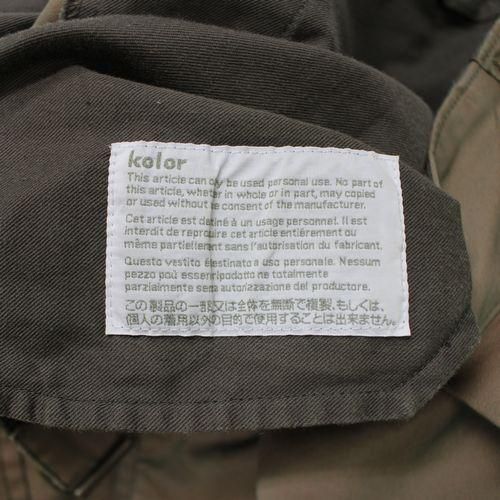 kolor
This article can only be used personal use. No part of
this article, wheter in whole or in part, may copied
or used without the consent of the manufacturer.
Cet article est detiné à un usage personnel. Il est
interdit de reproduire cet article entiérement ou
même partiellement sans l'autorisation du fabricant.
Questo vestito é destinato a uso personale. Nessum
pezzo può essere ripodotto ne totalmente
parzialmente senza autorizzazione del productore.
この製品の一部又は全体を無断で複製、もしくは、
個人の着用以外の目的で使用することは出来ません。